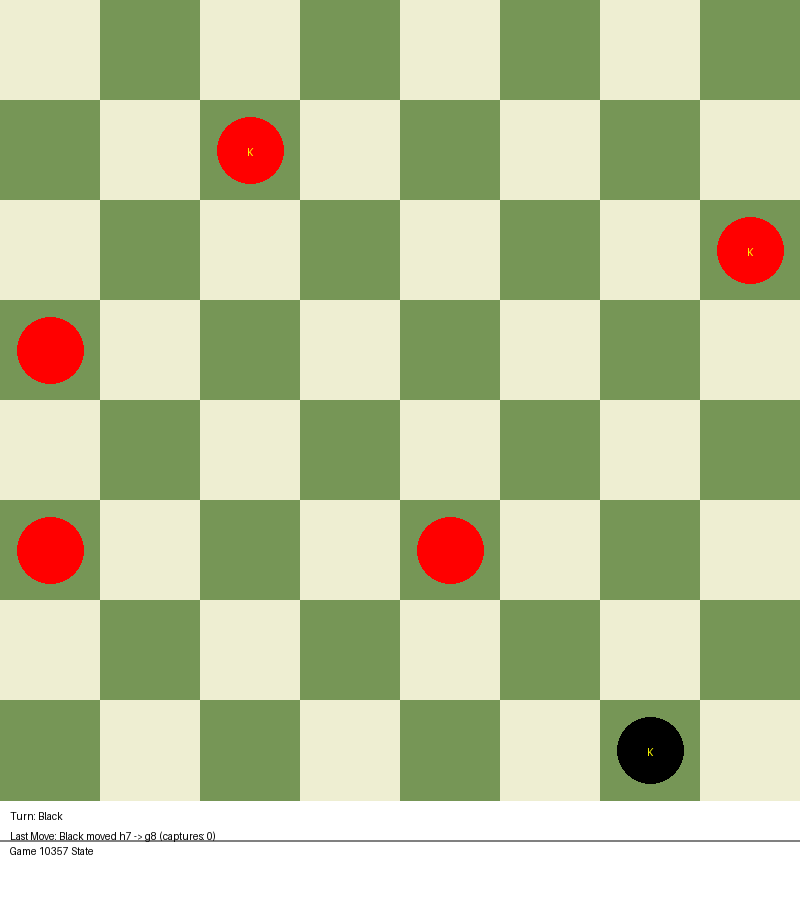 K
K
K
Turn: Black
Last Move: Black moved h7 -> g8 (captures: 0)
Game 10357 State